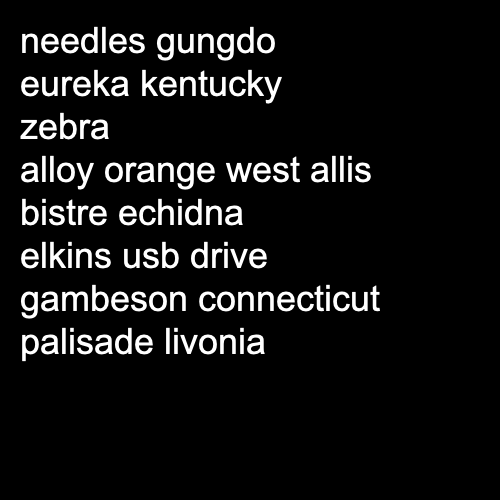 needles gungdo
eureka kentucky
zebra
alloy orange west allis
bistre echidna
elkins usb drive
gambeson connecticut
palisade livonia